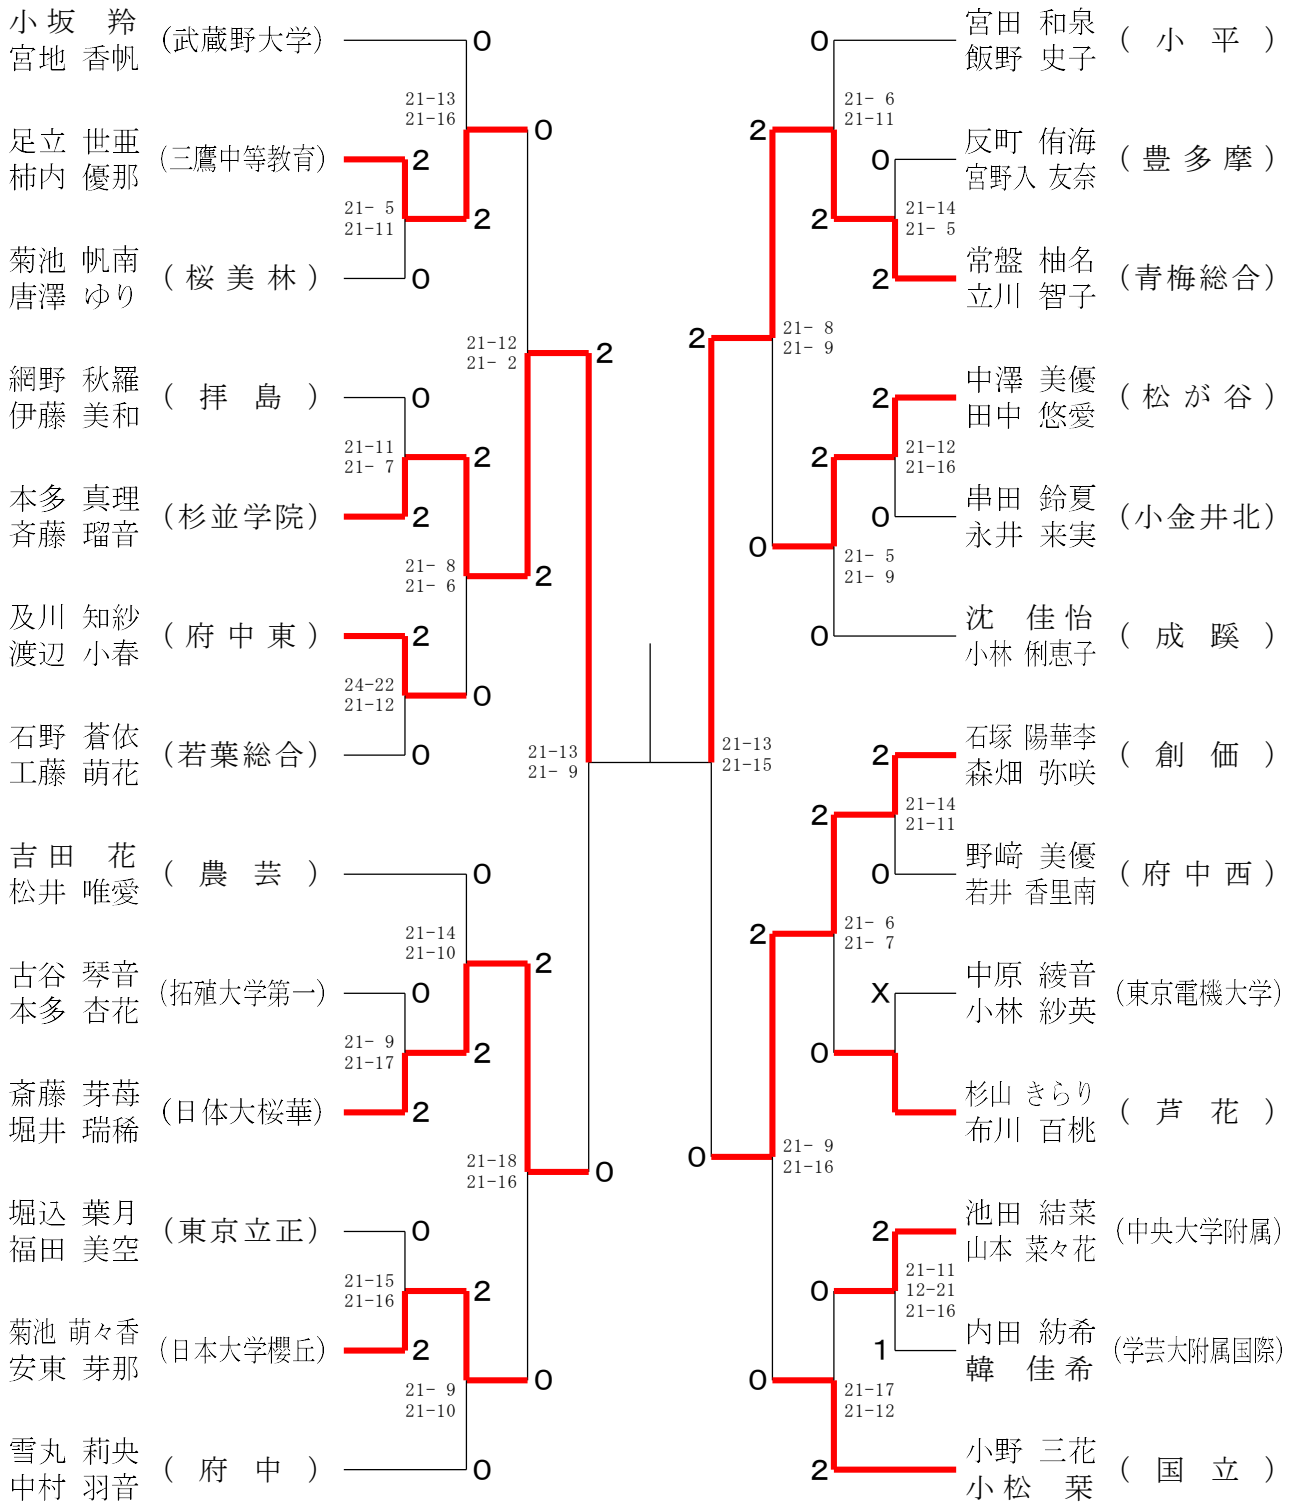 小坂 羚
宮地 香帆
(武蔵野大学)
0
21-13
21-16
0
足立 世亜
柿内 優那
(三鷹中等教育)
2
21- 5
21-11
2
菊池 帆南
唐澤 ゆり
(桜美林)
0
21-12
21- 2
2
網野 秋羅
伊藤 美和
(拝島)
0
21-11
21- 7
2
本多 真理
斉藤 瑠音
(杉並学院)
2
21- 8
21- 6
2
及川 知紗
渡辺 小春
(府中東)
2
24-22
21-12
0
石野 蒼依
工藤 萌花
(若葉総合)
0
21-13
21- 9
吉田 花
松井 唯愛
(農芸)
0
21-14
21-10
2
古谷 琴音
本多 杏花
(拓殖大学第一)
0
21- 9
21-17
2
斎藤 芽苺
堀井 瑞稀
(日体大桜華)
2
21-18
21-16
0
堀込 葉月
福田 美空
(東京立正)
0
21-15
21-16
2
菊池 萌々香
安東 芽那
(日本大学櫻丘)
2
21- 9
21-10
0
雪丸 莉央
中村 羽音
(府中)
0
0
宮田 和泉
飯野 史子
(小平)
21- 6
21-11
2
0
反町 侑海
宮野入 友奈
(豊多摩)
21-14
21- 5
2
2
常盤 柚名
立川 智子
(青梅総合)
21- 8
21- 9
2
2
中澤 美優
田中 悠愛
(松が谷)
21-12
21-16
2
0
串田 鈴夏
永井 来実
(小金井北)
0
21- 5
21- 9
0
沈 佳怡
小林 俐恵子
(成蹊)
21-13
21-15
2
石塚 陽華李
森畑 弥咲
(創価)
21-14
21-11
2
0
野﨑 美優
若井 香里南
(府中西)
2
21- 6
21- 7
x
中原 綾音
小林 紗英
(東京電機大学)
0
杉山 きらり
布川 百桃
(芦花)
0
21- 9
21-16
2
池田 結菜
山本 菜々花
(中央大学附属)
21-11
12-21
21-16
0
1
内田 紡希
韓 佳希
(学芸大附属国際)
0
21-17
21-12
2
小野 三花
小松 栞
(国立)